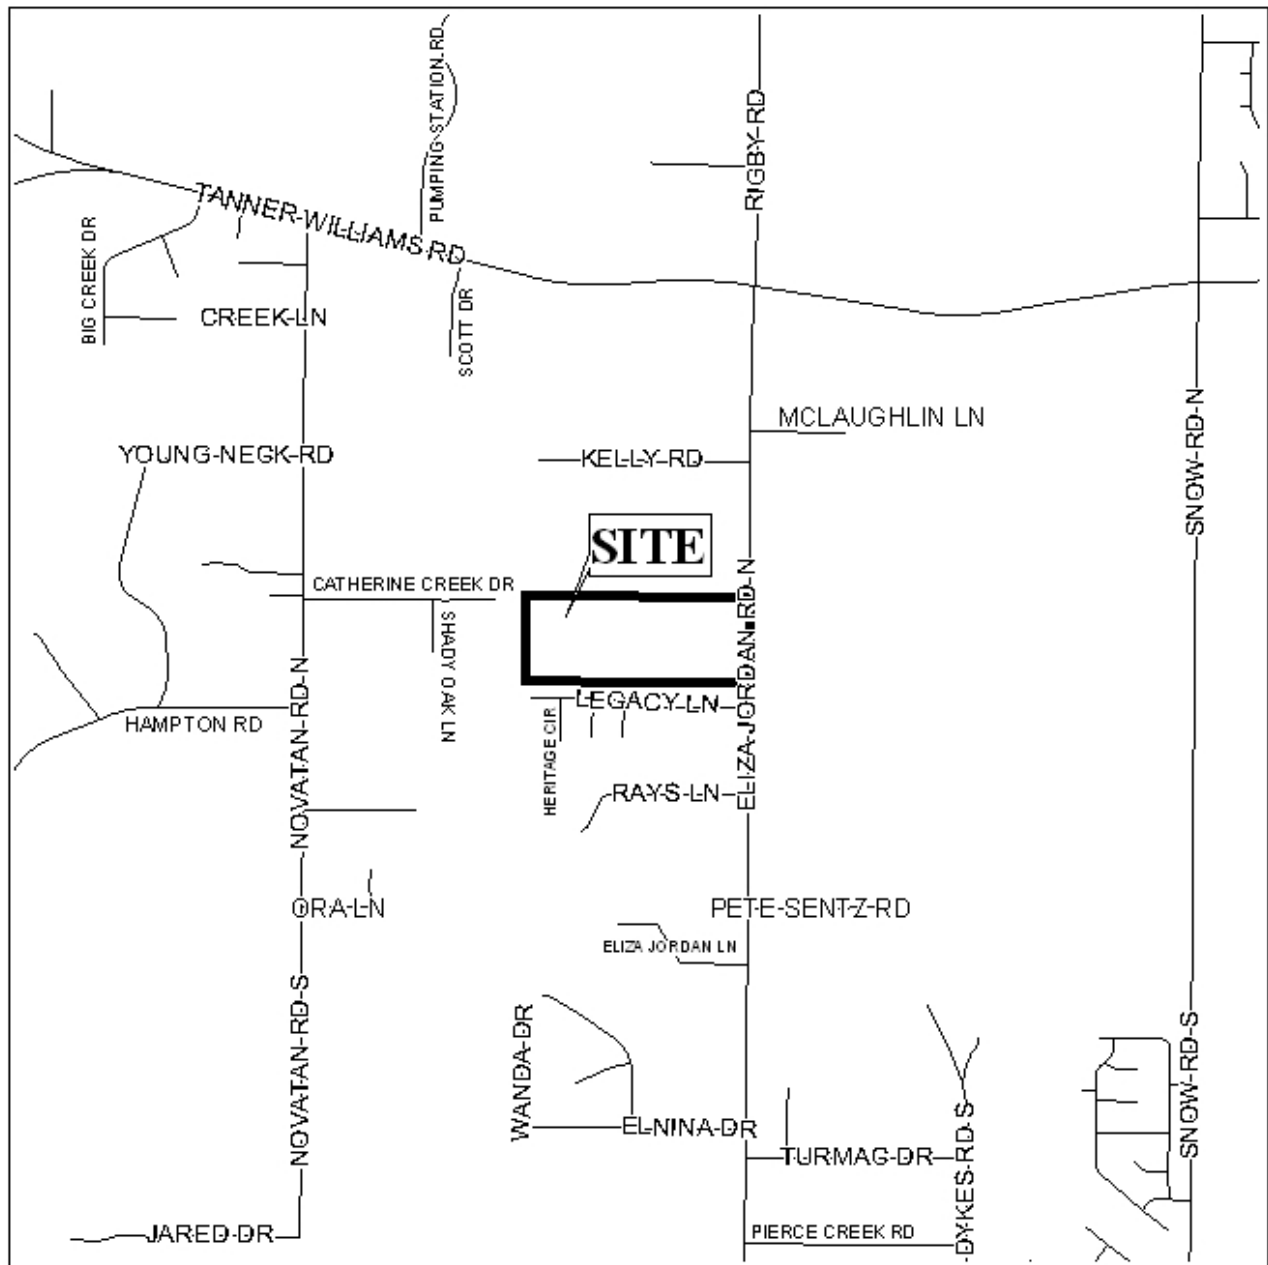 PUMPING-STATION-RD
RIGBY-RD
TANNER-WILLIAMS-RD
BIG CREEK DR
CREEK-LN
SCOTT DR
MCLAUGHLIN LN
SNOW-RD-N
YOUNG-NECK-RD
KELLY-RD
SITE
CATHERINE CREEK DR
SHADY OAK LN
ELIZA-JORDAN-RD-N
LEGACY-LN
HERITAGE CIR
NOVATAN-RD-N
HAMPTON RD
RAYS-LN
ORA-LN
PETE-SENTZ-RD
ELIZA JORDAN LN
NOVATAN-RD-S
WANDA-DR
EL-NINA-DR
SNOW-RD-S
TURMAG-DR
DYKES-RD-S
JARED-DR
PIERCE CREEK RD